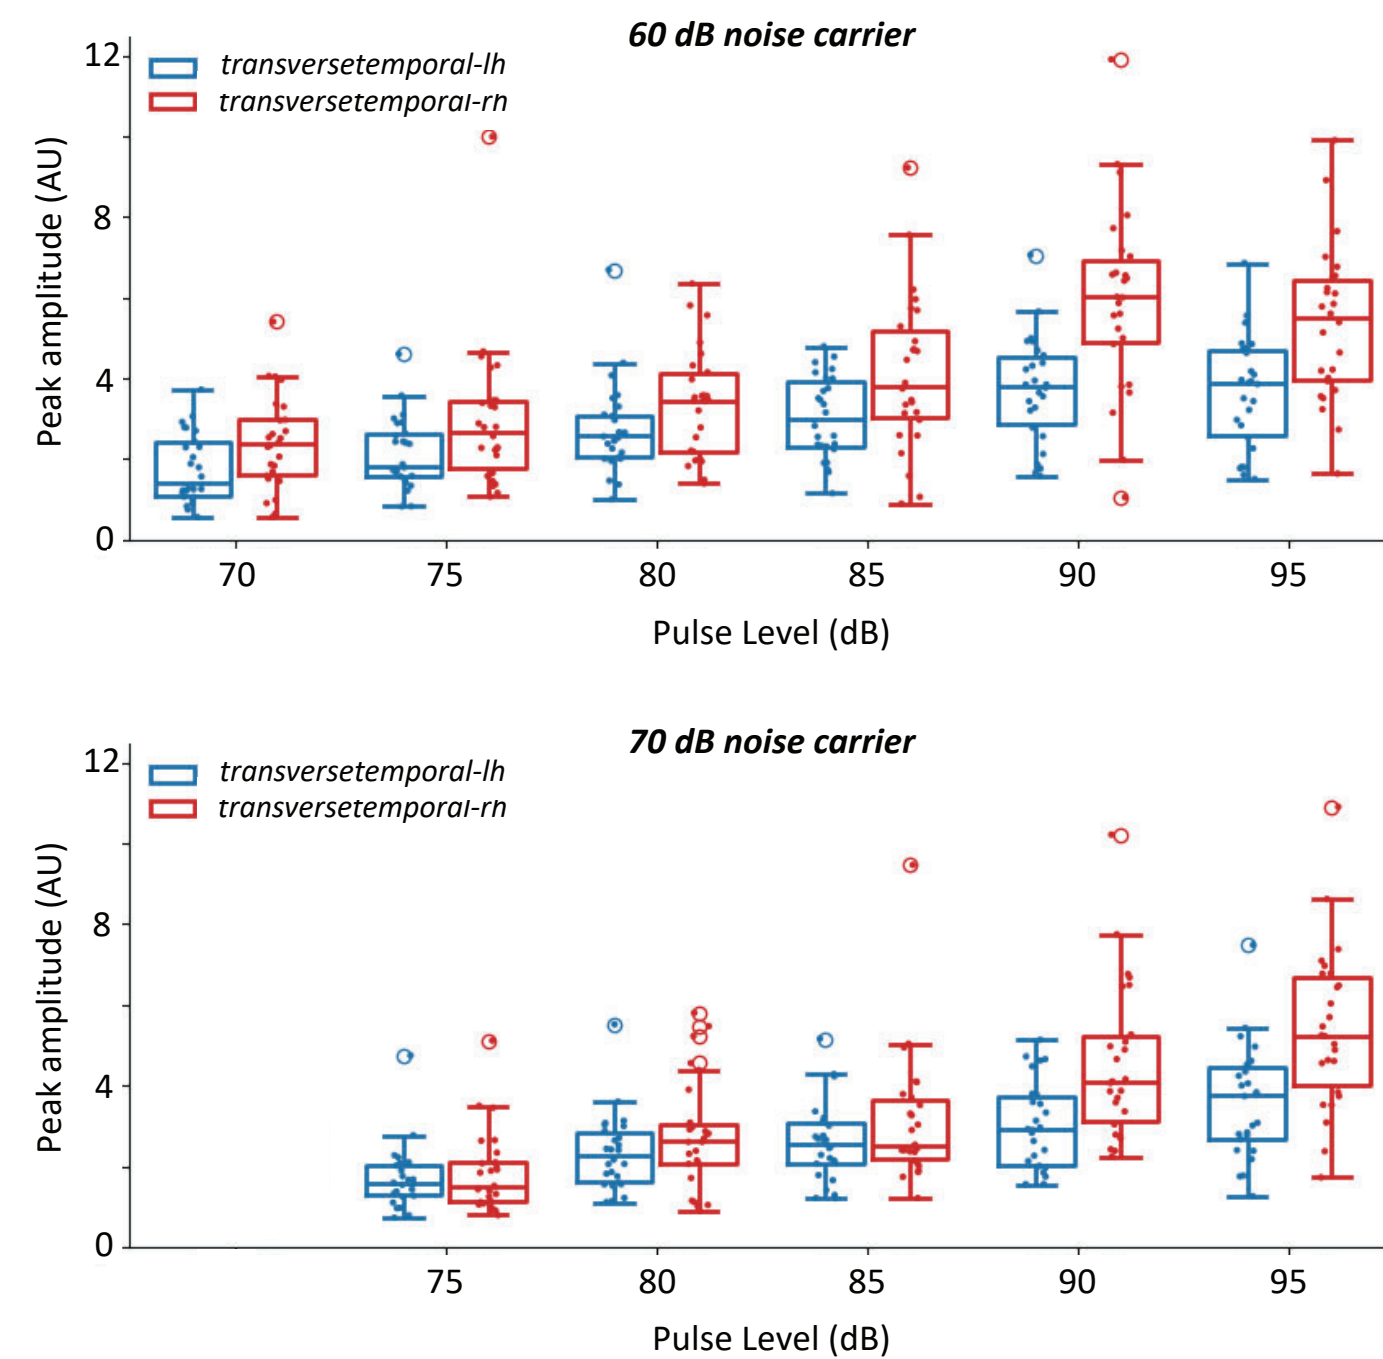 60 dB noise carrier
transversetemporal-lh
transversetemporal-rh
Peak amplitude (AU)
12
8
4
0
70 75 80 85 90 95
Pulse Level (dB)
70 dB noise carrier
transversetemporal-lh
transversetemporal-rh
Peak amplitude (AU)
12
8
4
0
75 80 85 90 95
Pulse Level (dB)